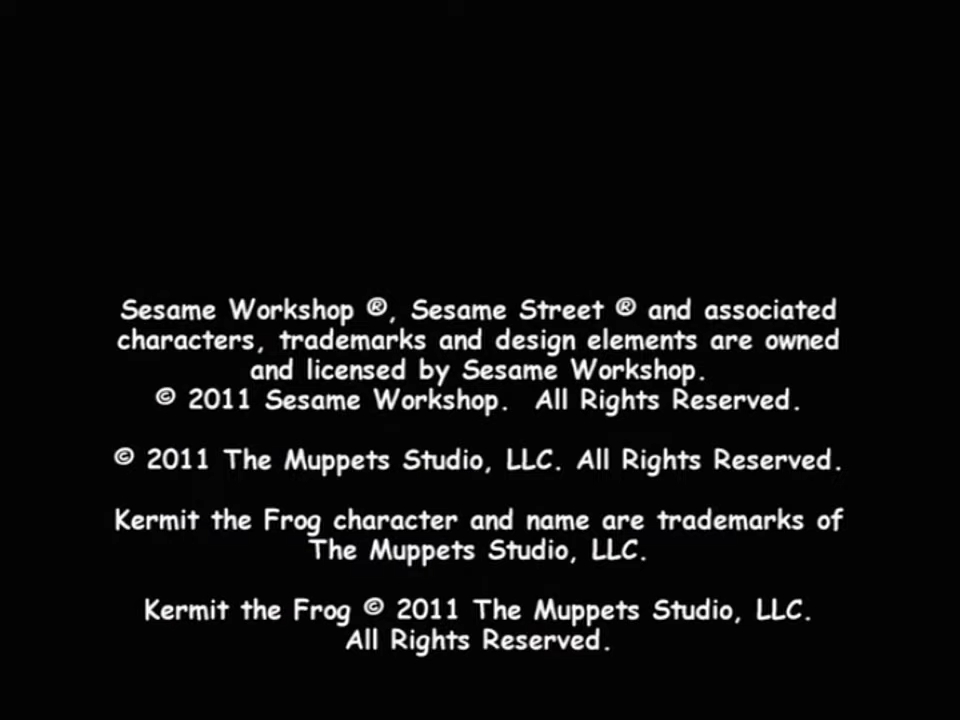 Sesame Workshop ®, Sesame Street ® and associated
characters, trademarks and design elements are owned
and licensed by Sesame Workshop.
© 2011 Sesame Workshop.  All Rights Reserved.
© 2011 The Muppets Studio, LLC. All Rights Reserved.
Kermit the Frog character and name are trademarks of
The Muppets Studio, LLC.
Kermit the Frog © 2011 The Muppets Studio, LLC.
All Rights Reserved.